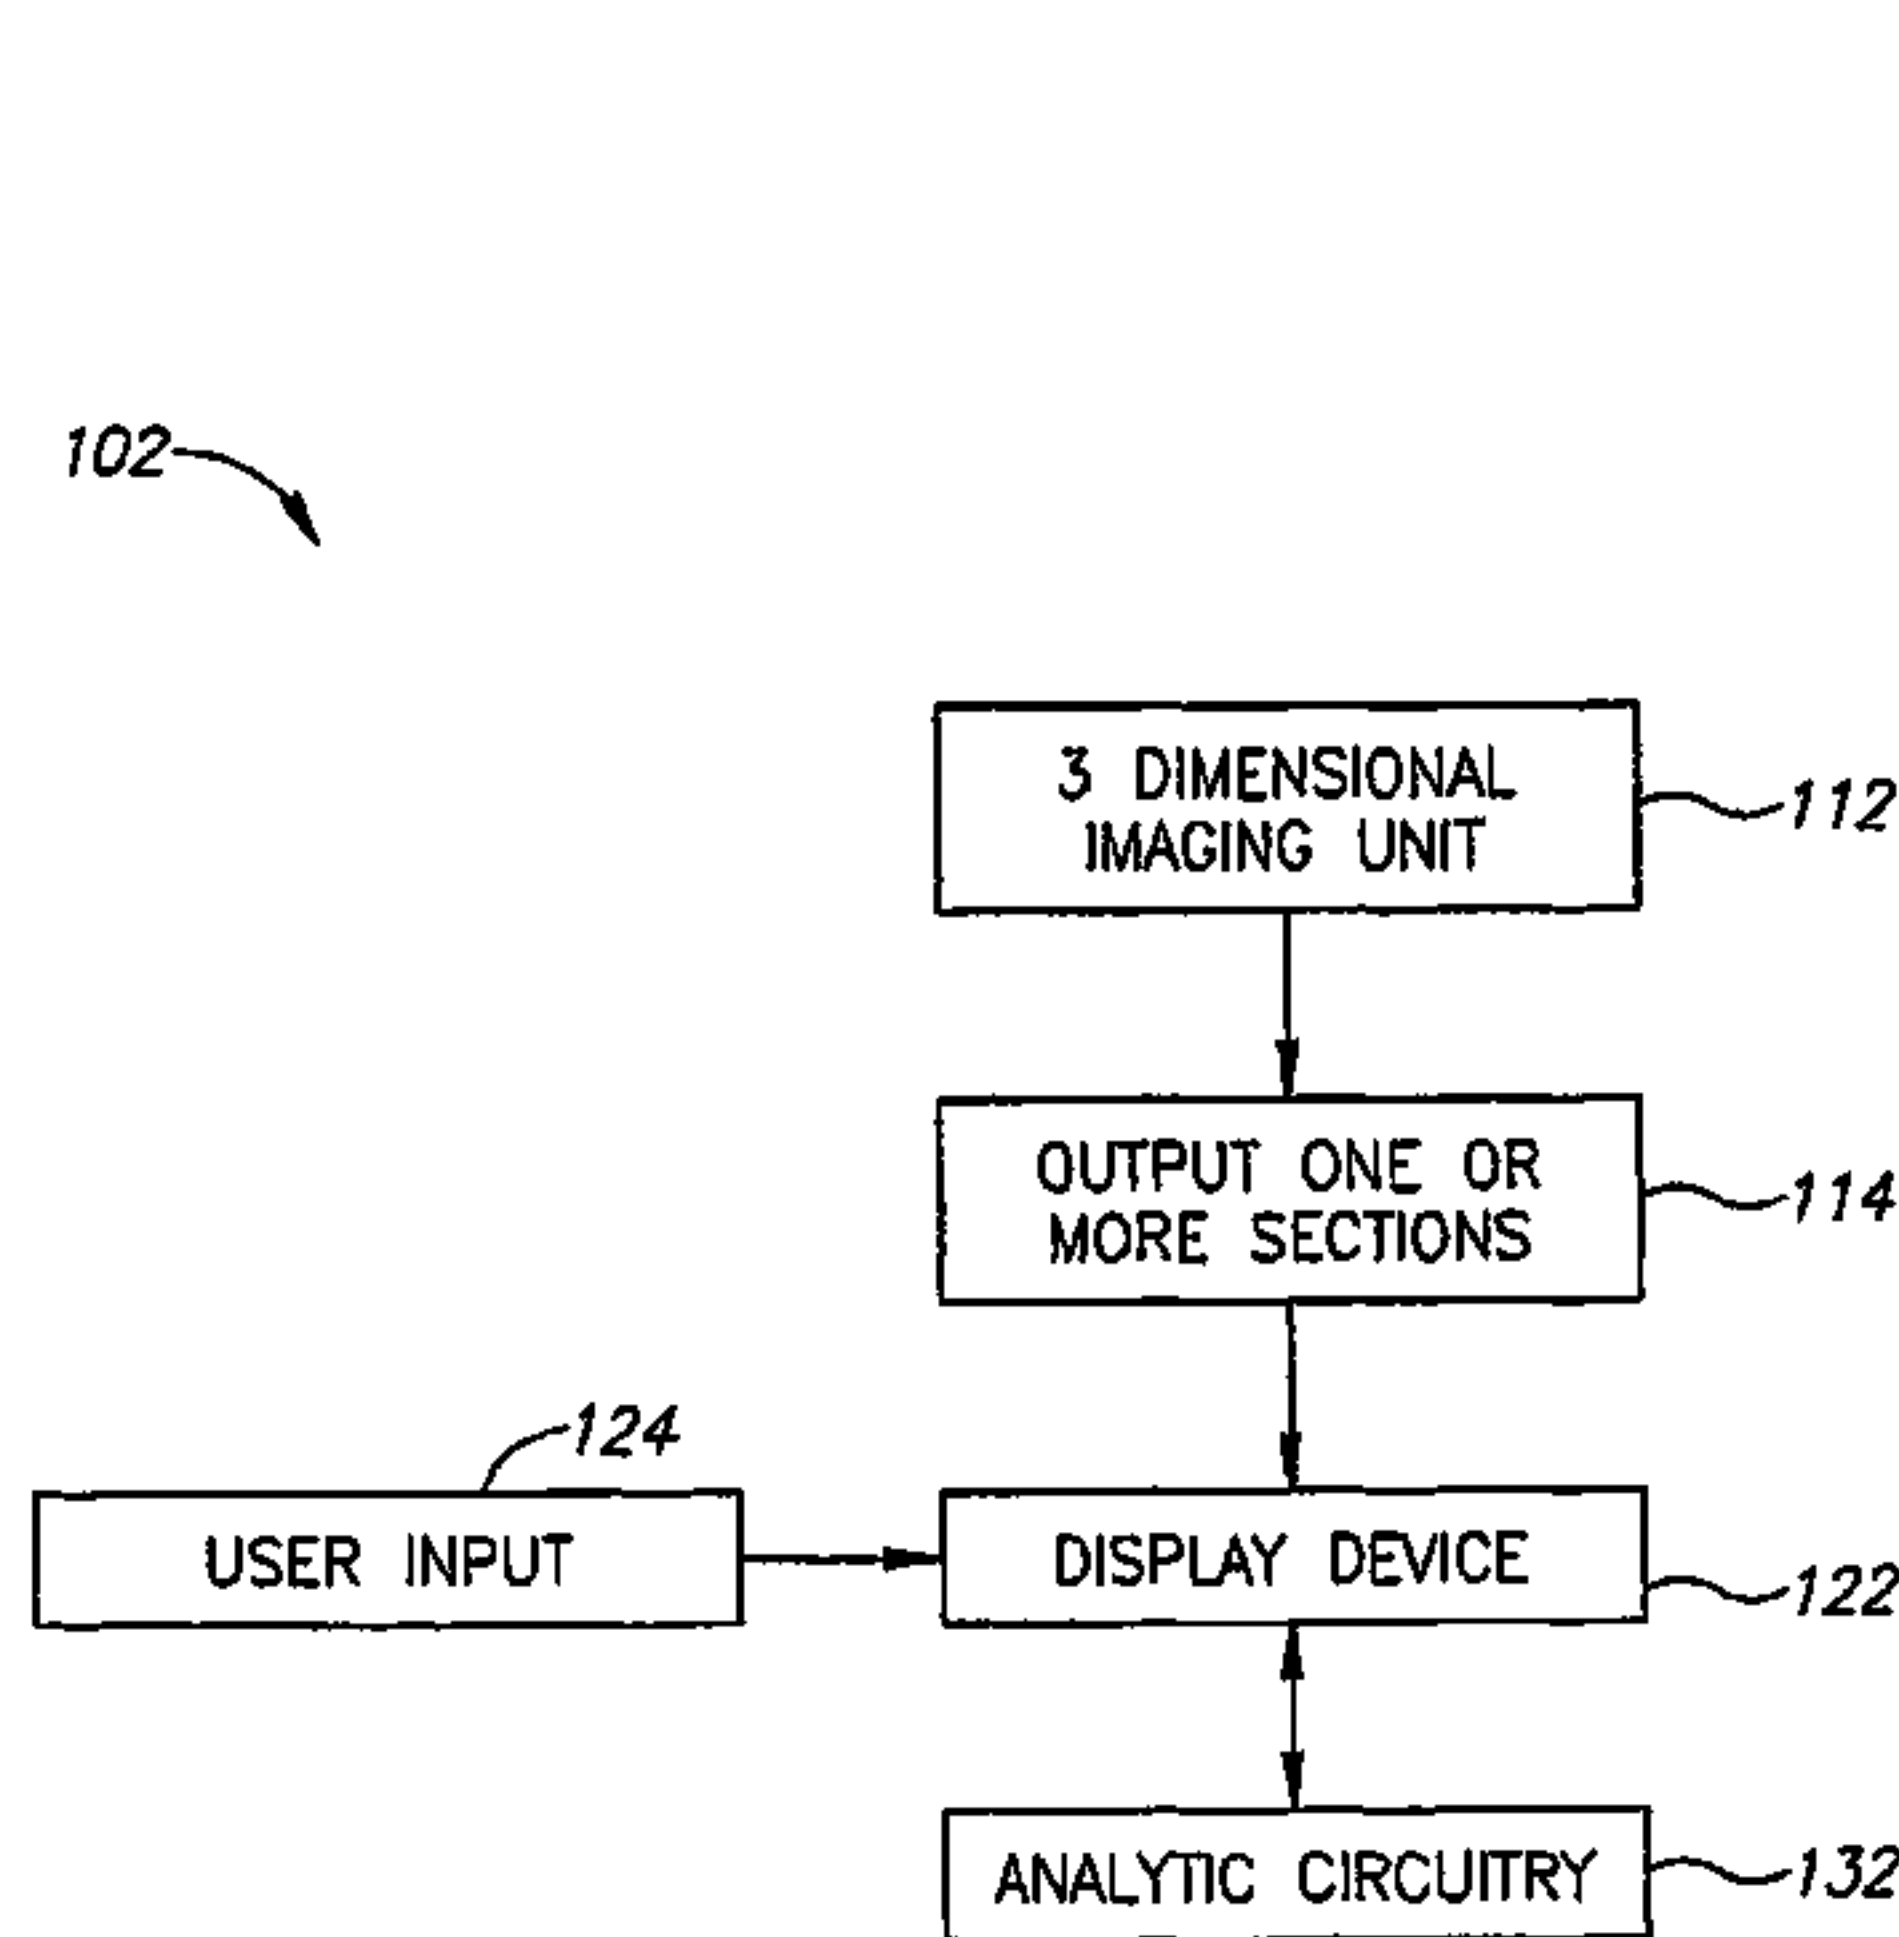 102
3 DIMENSIONAL
IMAGING UNIT
112
OUTPUT ONE OR
MORE SECTIONS
114
124
USER INPUT
DISPLAY DEVICE
122
ANALYTIC CIRCUITRY
132